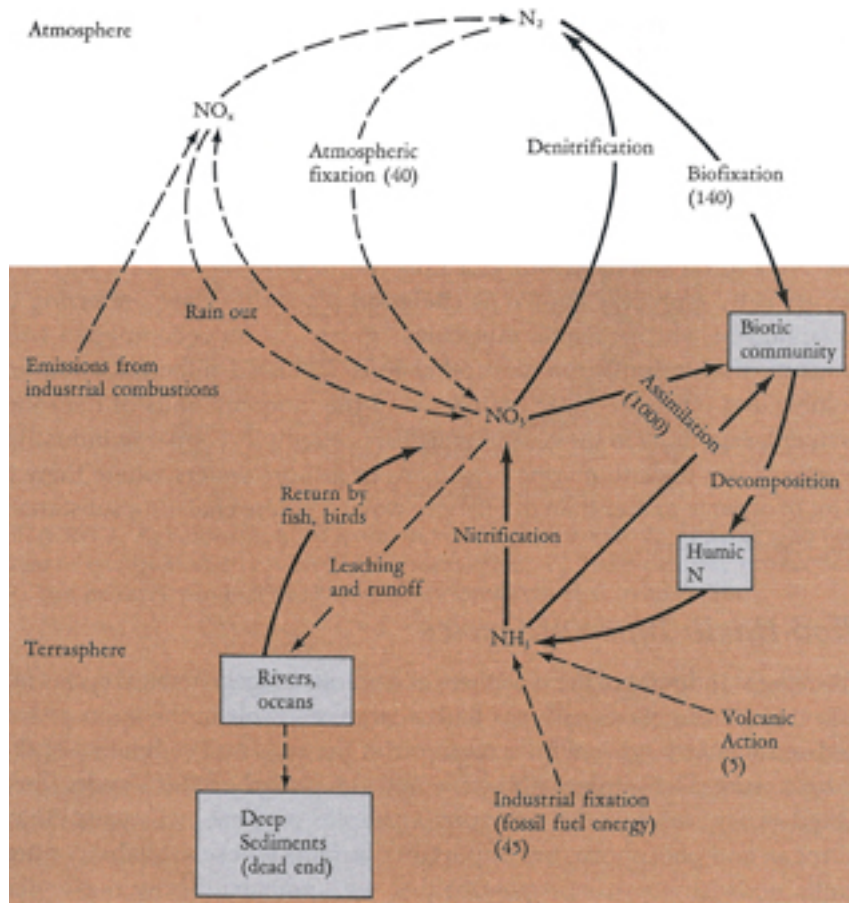 Atmosphere
N₂
NOₓ
Atmospheric
fixation (40)
Denitrification
Biofixation
(140)
Rain out
Emissions from
industrial combustions
Biotic
community
NO₃
Assimilation
(1000)
Return by
fish, birds
Nitrification
Decomposition
Leaching
and runoff
Humic
N
Terrasphere
NH₃
Rivers,
oceans
Volcanic
Action
(5)
Deep
Sediments
(dead end)
Industrial fixation
(fossil fuel energy)
(45)